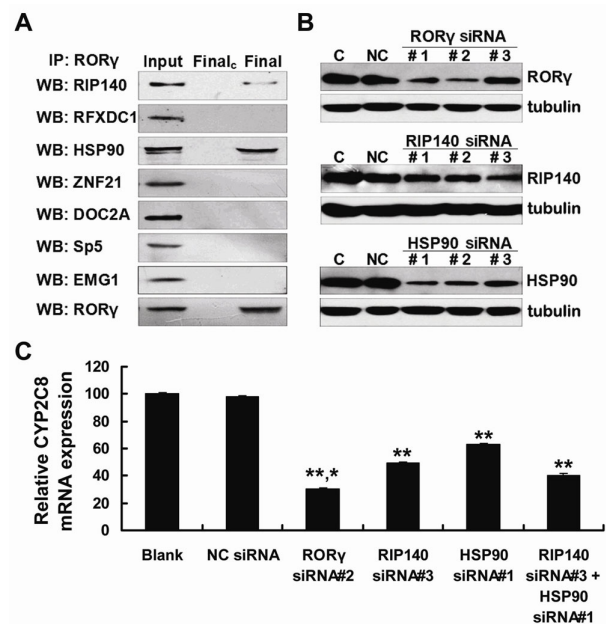 A
IP: RORγ Input Final_c Final
WB: RIP140
WB: RFXDC1
WB: HSP90
WB: ZNF21
WB: DOC2A
WB: Sp5
WB: EMG1
WB: RORγ
B
RORγ siRNA
C NC #1 #2 #3
RORγ
tubulin
RIP140 siRNA
C NC #1 #2 #3
RIP140
tubulin
HSP90 siRNA
C NC #1 #2 #3
HSP90
tubulin
C
Relative CYP2C8
mRNA expression
120
100
80
60
40
20
0
**,*
**
**
**
Blank
NC siRNA
RORγ
siRNA#2
RIP140
siRNA#3
HSP90
siRNA#1
RIP140
siRNA#3 +
HSP90
siRNA#1